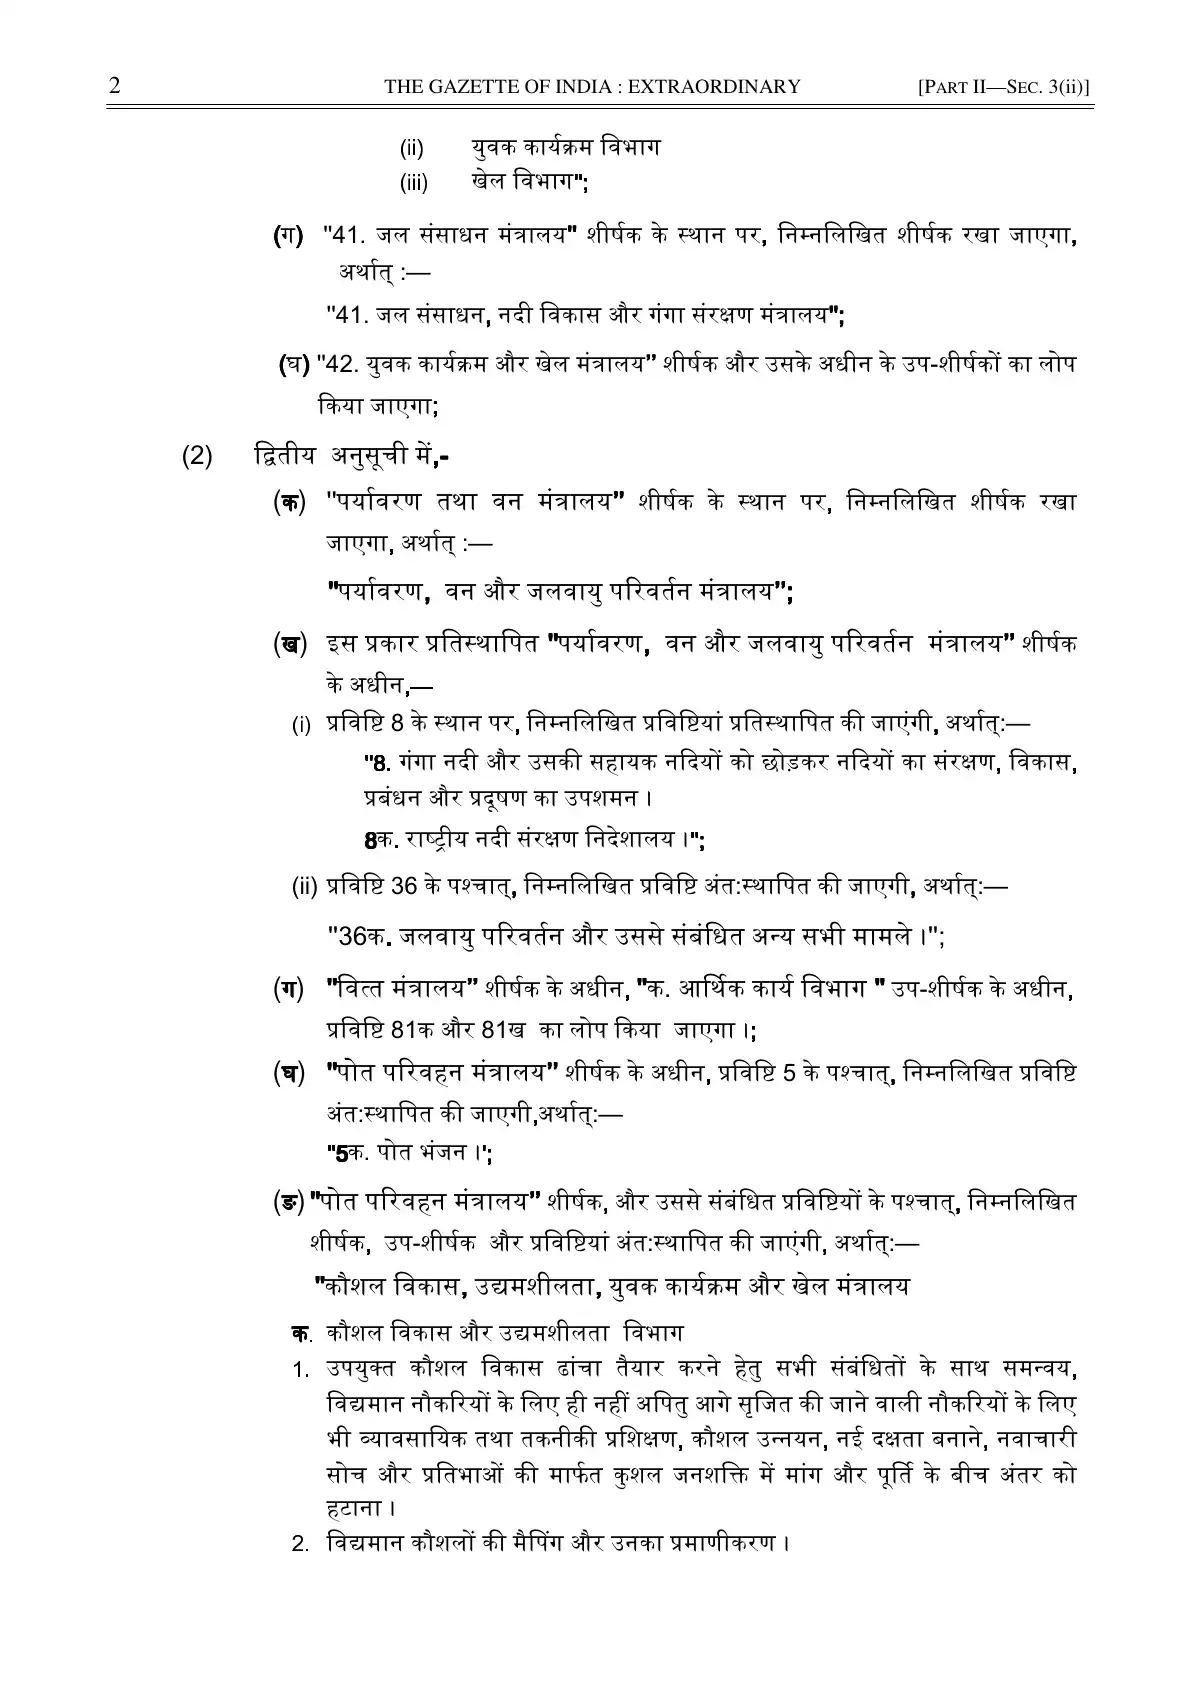 2 THE GAZETTE OF INDIA : EXTRAORDINARY [PART II—SEC. 3(ii)]
(ii) युवक कार्यक्रम विभाग
(iii) खेल विभाग";
(ग) "41. जल संसाधन मंत्रालय" शीर्षक के स्थान पर, निम्नलिखित शीर्षक रखा जाएगा,
अर्थात् :—
"41. जल संसाधन, नदी विकास और गंगा संरक्षण मंत्रालय";
(घ) "42. युवक कार्यक्रम और खेल मंत्रालय” शीर्षक और उसके अधीन के उप-शीर्षकों का लोप
किया जाएगा;
(2) द्वितीय अनुसूची में,-
(क) "पर्यावरण तथा वन मंत्रालय” शीर्षक के स्थान पर, निम्नलिखित शीर्षक रखा
जाएगा, अर्थात् :—
"पर्यावरण, वन और जलवायु परिवर्तन मंत्रालय”;
(ख) इस प्रकार प्रतिस्थापित "पर्यावरण, वन और जलवायु परिवर्तन मंत्रालय” शीर्षक
के अधीन,—
(i) प्रविष्टि 8 के स्थान पर, निम्नलिखित प्रविष्टियां प्रतिस्थापित की जाएंगी, अर्थात्:—
"8. गंगा नदी और उसकी सहायक नदियों को छोड़कर नदियों का संरक्षण, विकास,
प्रबंधन और प्रदूषण का उपशमन ।
8क. राष्ट्रीय नदी संरक्षण निदेशालय ।";
(ii) प्रविष्टि 36 के पश्चात्, निम्नलिखित प्रविष्टि अंत:स्थापित की जाएगी, अर्थात्:—
"36क. जलवायु परिवर्तन और उससे संबंधित अन्य सभी मामले ।";
(ग) "वित्त मंत्रालय” शीर्षक के अधीन, "क. आर्थिक कार्य विभाग " उप-शीर्षक के अधीन,
प्रविष्टि 81क और 81ख का लोप किया जाएगा ।;
(घ) "पोत परिवहन मंत्रालय” शीर्षक के अधीन, प्रविष्टि 5 के पश्चात्, निम्नलिखित प्रविष्टि
अंत:स्थापित की जाएगी,अर्थात्:—
"5क. पोत भंजन ।';
(ङ) "पोत परिवहन मंत्रालय” शीर्षक, और उससे संबंधित प्रविष्टियों के पश्चात्, निम्नलिखित
शीर्षक, उप-शीर्षक और प्रविष्टियां अंत:स्थापित की जाएंगी, अर्थात्:—
"कौशल विकास, उद्यमशीलता, युवक कार्यक्रम और खेल मंत्रालय
क. कौशल विकास और उद्यमशीलता विभाग
1. उपयुक्त कौशल विकास ढांचा तैयार करने हेतु सभी संबंधितों के साथ समन्वय,
विद्यमान नौकरियों के लिए ही नहीं अपितु आगे सृजित की जाने वाली नौकरियों के लिए
भी व्यावसायिक तथा तकनीकी प्रशिक्षण, कौशल उन्नयन, नई दक्षता बनाने, नवाचारी
सोच और प्रतिभाओं की मार्फत कुशल जनशक्ति में मांग और पूर्ति के बीच अंतर को
हटाना ।
2. विद्यमान कौशलों की मैपिंग और उनका प्रमाणीकरण ।